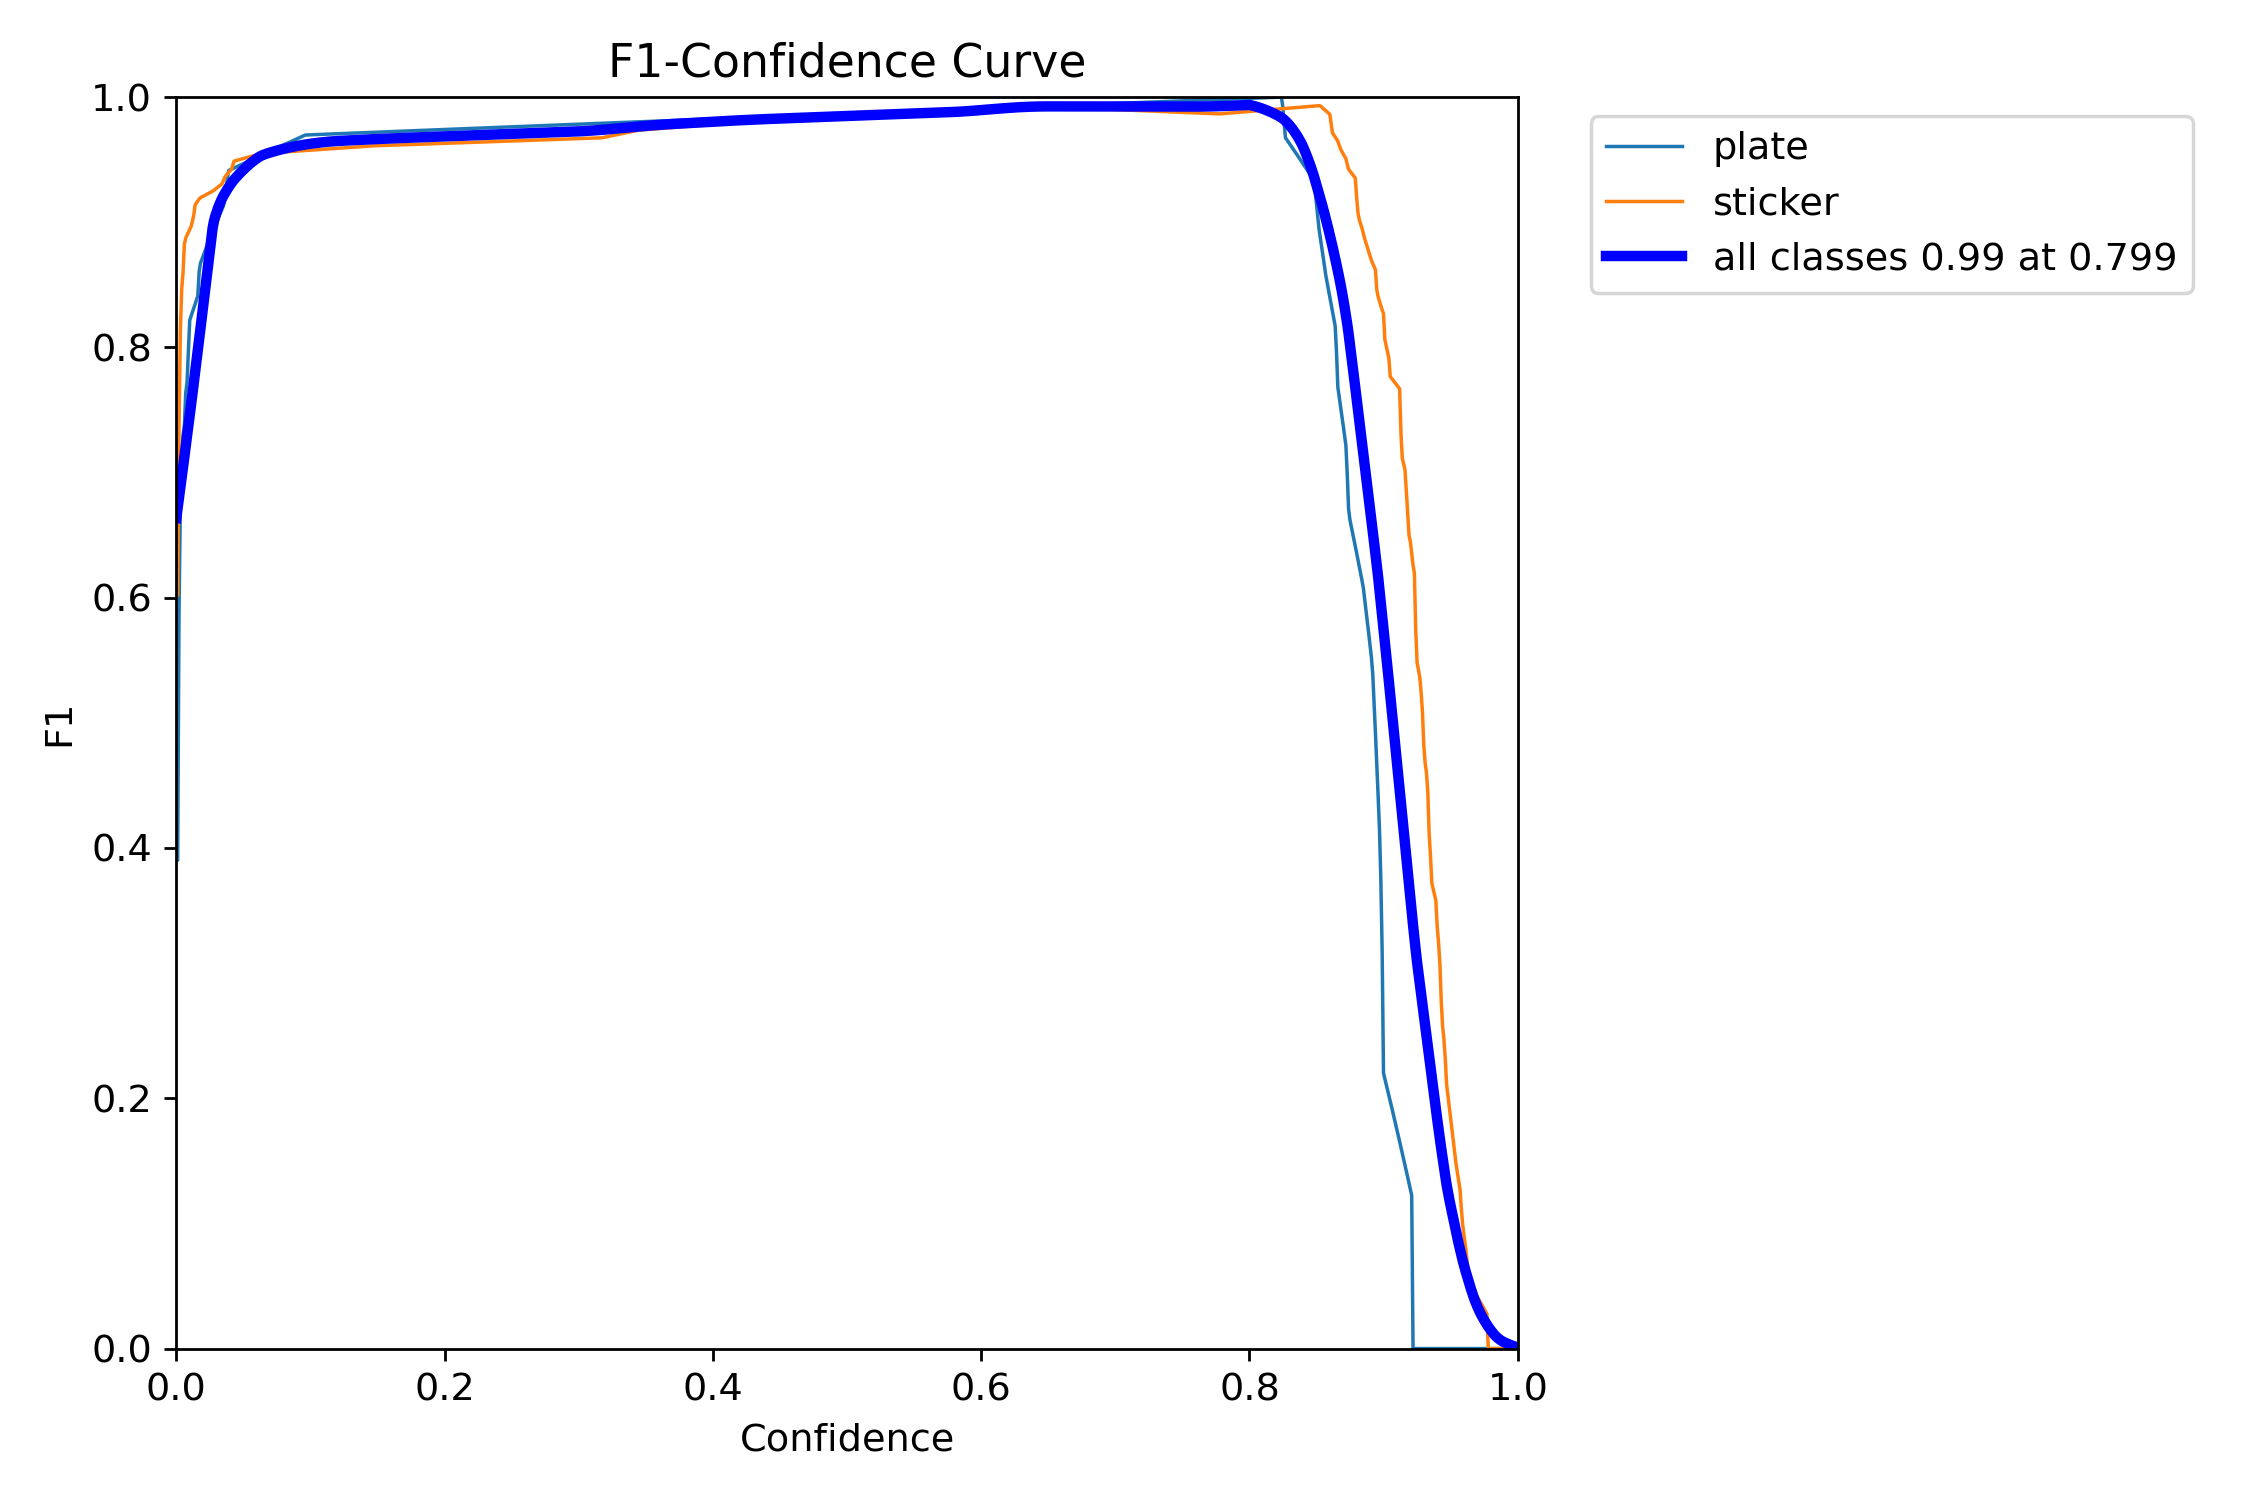 F1-Confidence Curve
1.0
0.8
0.6
0.4
0.2
0.0
F1
0.0 0.2 0.4 0.6 0.8 1.0
Confidence
plate
sticker
all classes 0.99 at 0.799